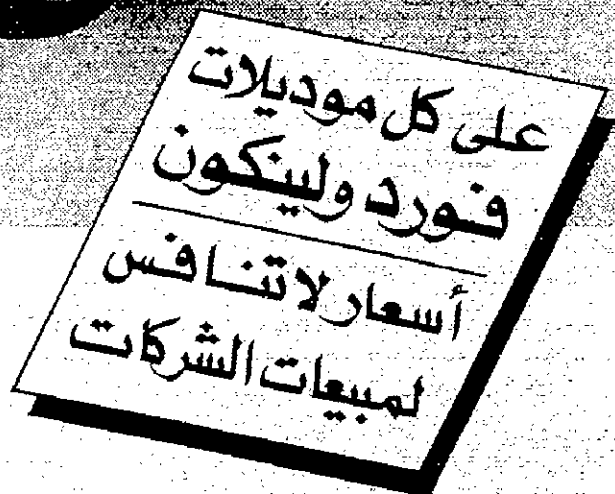 على كل موديلات
فورد ولينكون
أسعار لا تنافس
لمبيعات الشركات